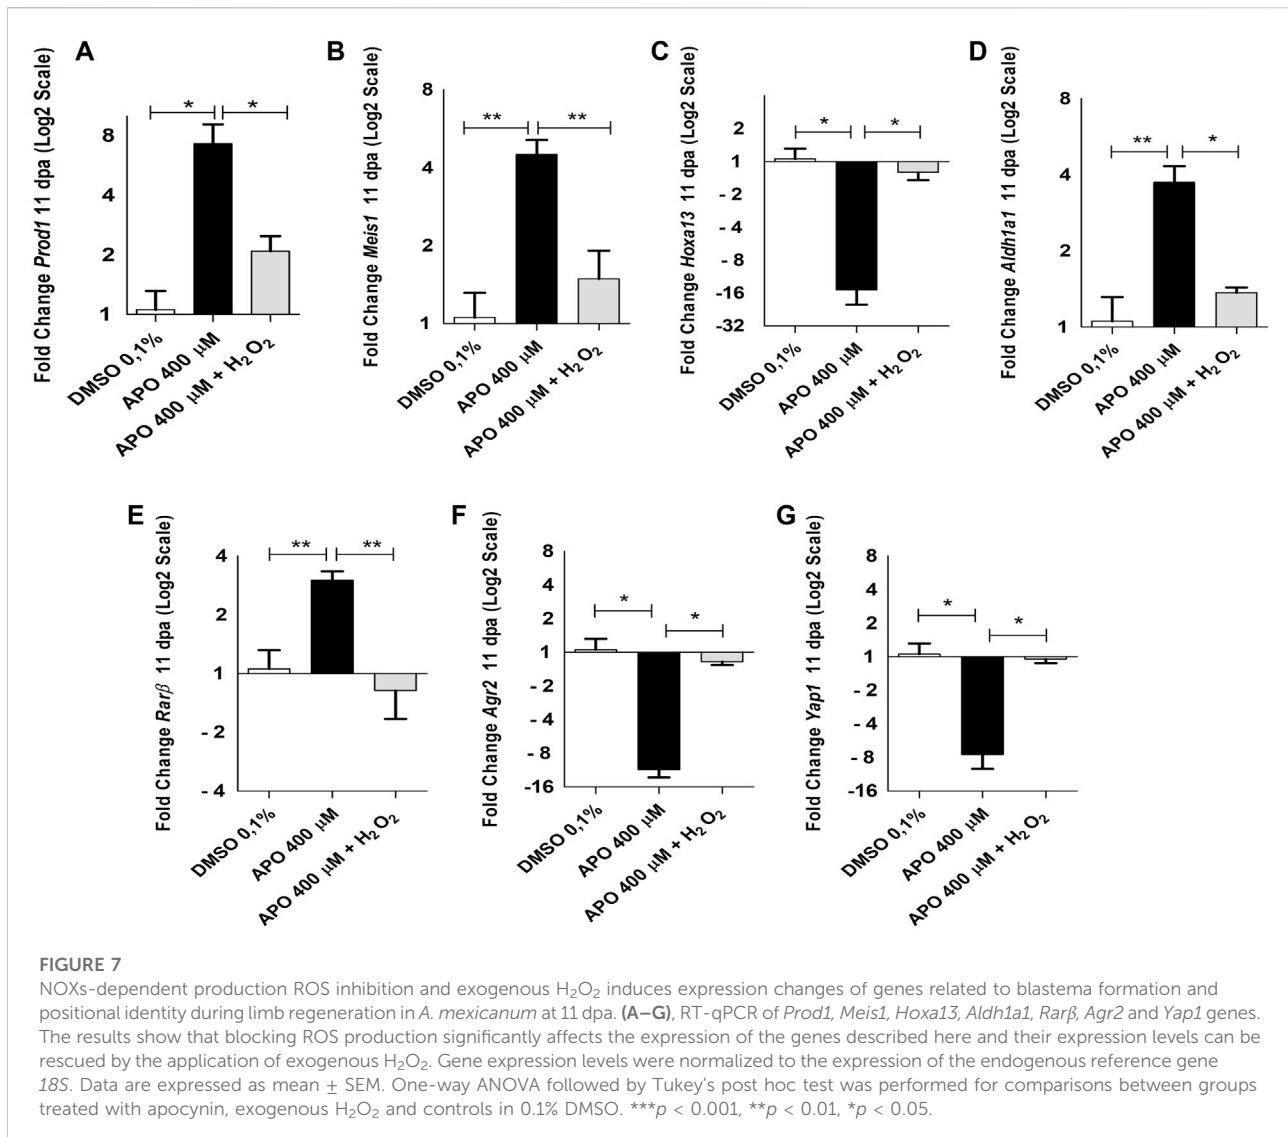 A
Fold Change Prod1 11 dpa (Log2 Scale)
8
4
2
1
* *
DMSO 0,1%
APO 400 μM
APO 400 μM + H2O2
B
Fold Change Meis1 11 dpa (Log2 Scale)
8
4
2
1
** **
DMSO 0,1%
APO 400 μM
APO 400 μM + H2O2
C
Fold Change Hoxa13 11 dpa (Log2 Scale)
2
1
- 2
- 4
- 8
- 16
-32
* *
DMSO 0,1%
APO 400 μM
APO 400 μM + H2O2
D
Fold Change Aldh1a1 11 dpa (Log2 Scale)
8
4
2
1
** *
DMSO 0,1%
APO 400 μM
APO 400 μM + H2O2
E
Fold Change Rarβ 11 dpa (Log2 Scale)
4
2
1
- 2
- 4
** **
DMSO 0,1%
APO 400 μM
APO 400 μM + H2O2
F
Fold Change Agr2 11 dpa (Log2 Scale)
8
4
2
1
- 2
- 4
- 8
-16
* *
DMSO 0,1%
APO 400 μM
APO 400 μM + H2O2
G
Fold Change Yap1 11 dpa (Log2 Scale)
8
4
2
1
- 2
- 4
- 8
-16
* *
DMSO 0,1%
APO 400 μM
APO 400 μM + H2O2
FIGURE 7
NOXs-dependent production ROS inhibition and exogenous H2O2 induces expression changes of genes related to blastema formation and
positional identity during limb regeneration in A. mexicanum at 11 dpa. (A–G), RT-qPCR of Prod1, Meis1, Hoxa13, Aldh1a1, Rarβ, Agr2 and Yap1 genes.
The results show that blocking ROS production significantly affects the expression of the genes described here and their expression levels can be
rescued by the application of exogenous H2O2. Gene expression levels were normalized to the expression of the endogenous reference gene
18S. Data are expressed as mean ± SEM. One-way ANOVA followed by Tukey's post hoc test was performed for comparisons between groups
treated with apocynin, exogenous H2O2 and controls in 0.1% DMSO. ***p < 0.001, **p < 0.01, *p < 0.05.